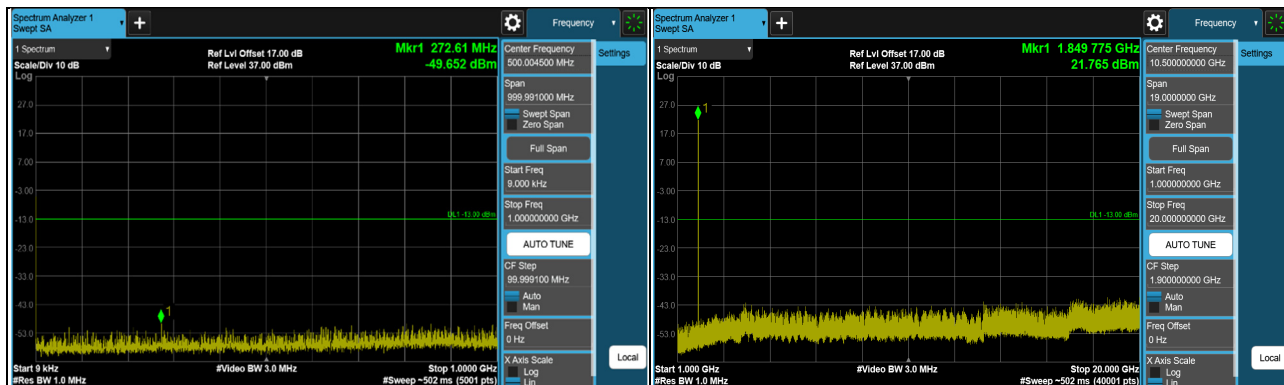 Spectrum Analyzer 1
Swept SA
Frequency
1 Spectrum
Scale/Div 10 dB
Log
Ref Lvl Offset 17.00 dB
Ref Level 37.00 dBm
Mkr1 272.61 MHz
-49.652 dBm
27.0
17.0
7.00
-3.00
-13.0
-23.0
-33.0
-43.0
-53.0
1
DL1 -13.00 dBm
Start 9 kHz
#Res BW 1.0 MHz
#Video BW 3.0 MHz
Stop 1.0000 GHz
#Sweep ~502 ms (5001 pts)
Center Frequency
500.004500 MHz
Span
999.991000 MHz
Swept Span
Zero Span
Full Span
Start Freq
9.000 kHz
Stop Freq
1.000000000 GHz
AUTO TUNE
CF Step
99.999100 MHz
Auto
Man
Freq Offset
0 Hz
X Axis Scale
Log
Lin
Settings
Local
Spectrum Analyzer 1
Swept SA
Frequency
1 Spectrum
Scale/Div 10 dB
Log
Ref Lvl Offset 17.00 dB
Ref Level 37.00 dBm
Mkr1 1.849 775 GHz
21.765 dBm
27.0
17.0
7.00
-3.00
-13.0
-23.0
-33.0
-43.0
-53.0
1
DL1 -13.00 dBm
Start 1.000 GHz
#Res BW 1.0 MHz
#Video BW 3.0 MHz
Stop 20.000 GHz
#Sweep ~502 ms (40001 pts)
Center Frequency
10.500000000 GHz
Span
19.0000000 GHz
Swept Span
Zero Span
Full Span
Start Freq
1.000000000 GHz
Stop Freq
20.000000000 GHz
AUTO TUNE
CF Step
1.900000000 GHz
Auto
Man
Freq Offset
0 Hz
X Axis Scale
Log
Lin
Settings
Local